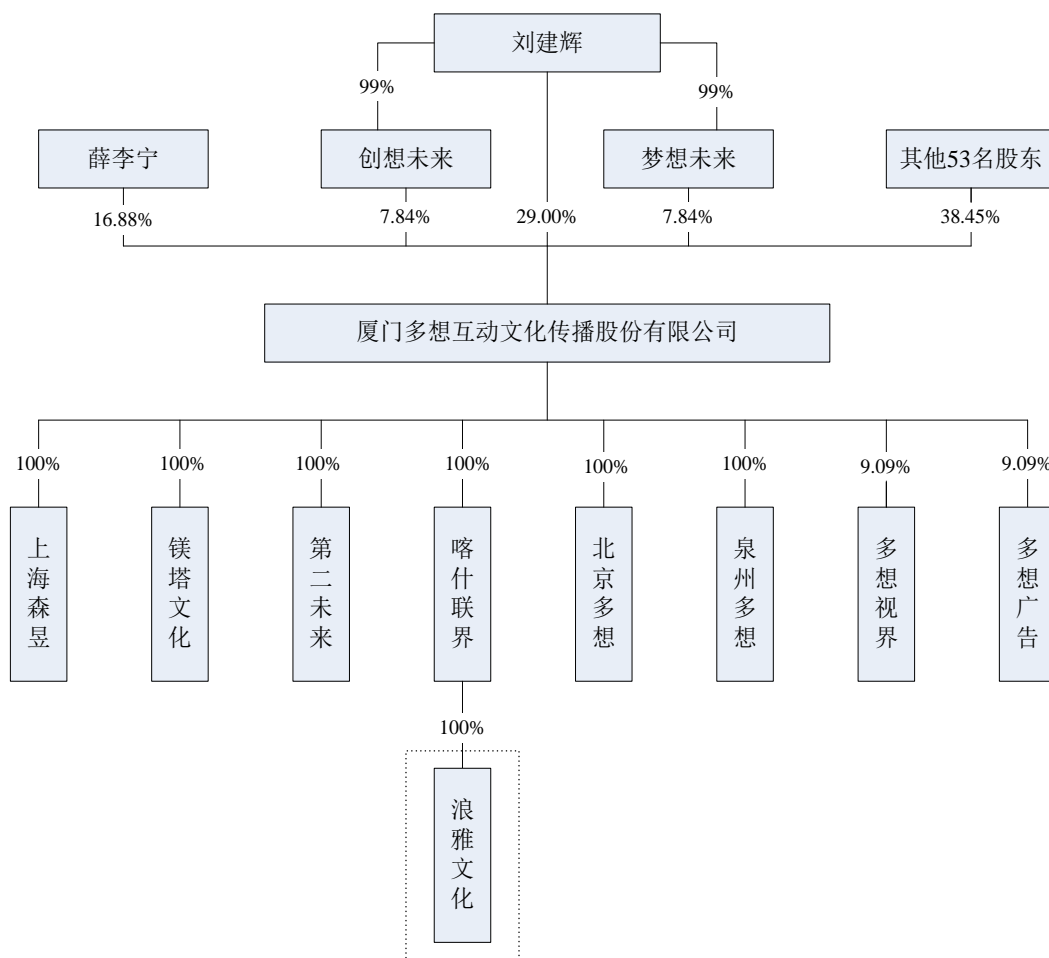 刘建辉
99%
99%
薛李宁
创想未来
梦想未来
其他53名股东
16.88%
7.84%
29.00%
7.84%
38.45%
厦门多想互动文化传播股份有限公司
100%
100%
100%
100%
100%
100%
9.09%
9.09%
上海森昱
镁塔文化
第二未来
喀什联界
北京多想
泉州多想
多想视界
多想广告
100%
浪雅文化